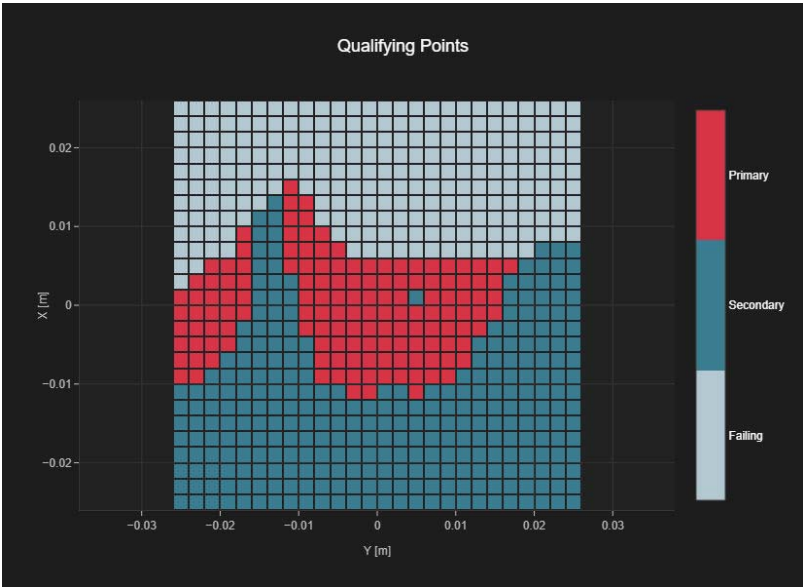 Qualifying Points
0.02
0.01
0
−0.01
−0.02
X [m]
−0.03
−0.02
−0.01
0
0.01
0.02
0.03
Y [m]
Primary
Secondary
Failing